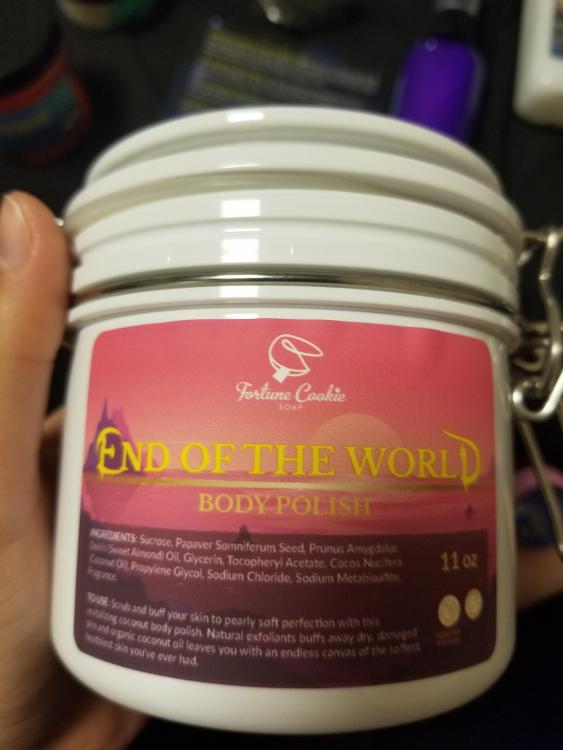 Fortune Cookie
SOAP
END OF THE WORLD
BODY POLISH
INGREDIENTS: Sucrose, Papaver Somniferum Seed, Prunus Amygdalus
Dulcis (Sweet Almond) Oil, Glycerin, Tocopheryl Acetate, Cocos Nucifera
Coconut Oil, Propylene Glycol, Sodium Chloride, Sodium Metabisulfite,
Fragrance.
11 oz
TO USE: Scrub and buff your skin to pearly soft perfection with this
revitalizing coconut body polish. Natural exfoliants buffs away dry, damaged
skin and organic coconut oil leaves you with an endless canvas of the softest
healthiest skin you've ever had.